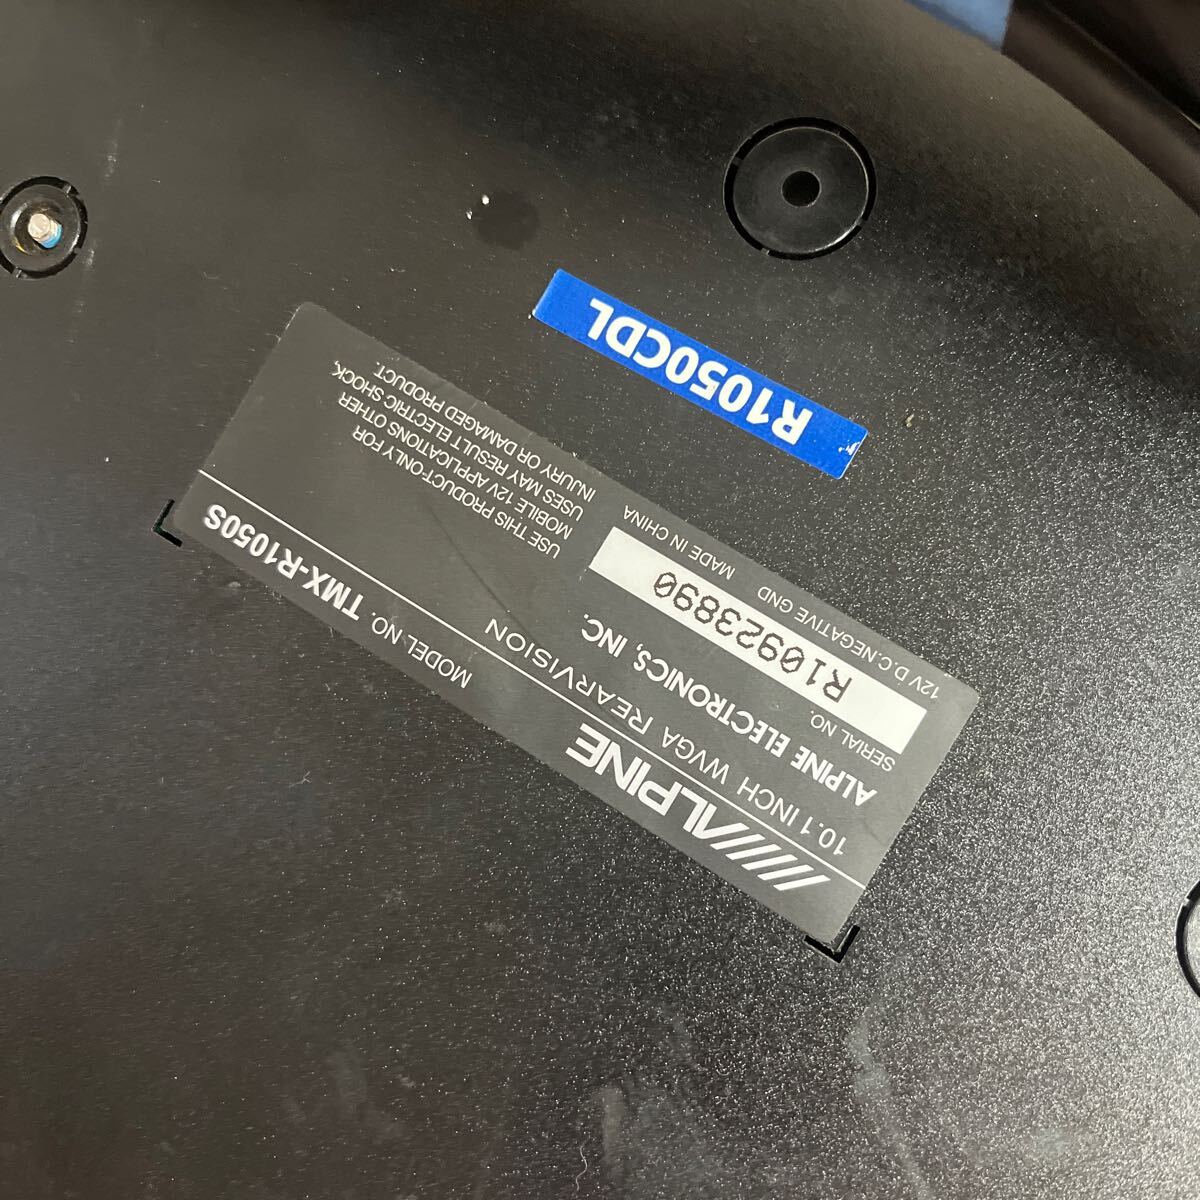 ALPINE
MODEL NO. TMX-R1050S
10.1 INCH WVGA REARVISION
ALPINE ELECTRONICS, INC.
SERIAL NO.
R10923890
12V D.C.NEGATIVE GND MADE IN CHINA
USE THIS PRODUCT-ONLY FOR
MOBILE 12V APPLICATIONS OTHER
USES MAY RESULT ELECTRIC SHOCK,
INJURY OR DAMAGED PRODUCT.
R1050CDL